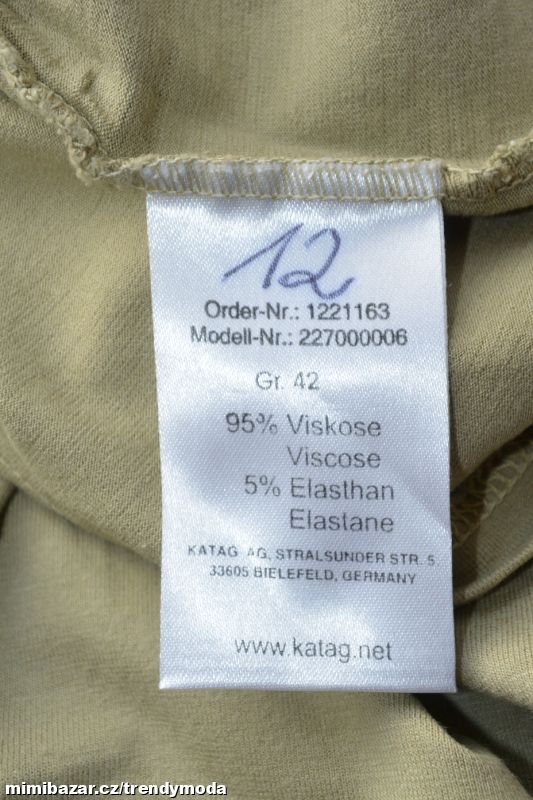 12
Order-Nr.: 1221163
Modell-Nr.: 227000006
Gr. 42
95% Viskose
Viscose
5% Elasthan
Elastane
KATAG AG, STRALSUNDER STR. 5
33605 BIELEFELD, GERMANY
www.katag.net
mimibazar.cz/trendymoda